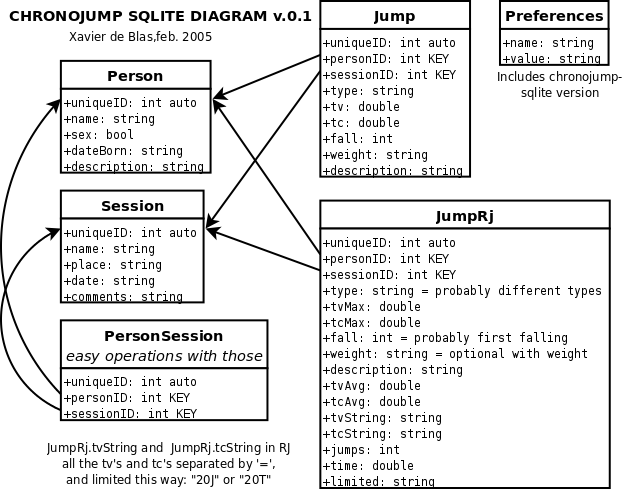 CHRONOJUMP SQLITE DIAGRAM v.0.1
Xavier de Blas,feb. 2005
Person
+uniqueID: int auto
+name: string
+sex: bool
+dateBorn: string
+description: string
Session
+uniqueID: int auto
+name: string
+place: string
+date: string
+comments: string
PersonSession
easy operations with those
+uniqueID: int auto
+personID: int KEY
+sessionID: int KEY
JumpRj.tvString and JumpRj.tcString in RJ
all the tv's and tc's separated by '=',
and limited this way: "20J" or "20T"
Jump
+uniqueID: int auto
+personID: int KEY
+sessionID: int KEY
+type: string
+tv: double
+tc: double
+fall: int
+weight: string
+description: string
Preferences
+name: string
+value: string
Includes chronojump-
sqlite version
JumpRj
+uniqueID: int auto
+personID: int KEY
+sessionID: int KEY
+type: string = probably different types
+tvMax: double
+tcMax: double
+fall: int = probably first falling
+weight: string = optional with weight
+description: string
+tvAvg: double
+tcAvg: double
+tvString: string
+tcString: string
+jumps: int
+time: double
+limited: string